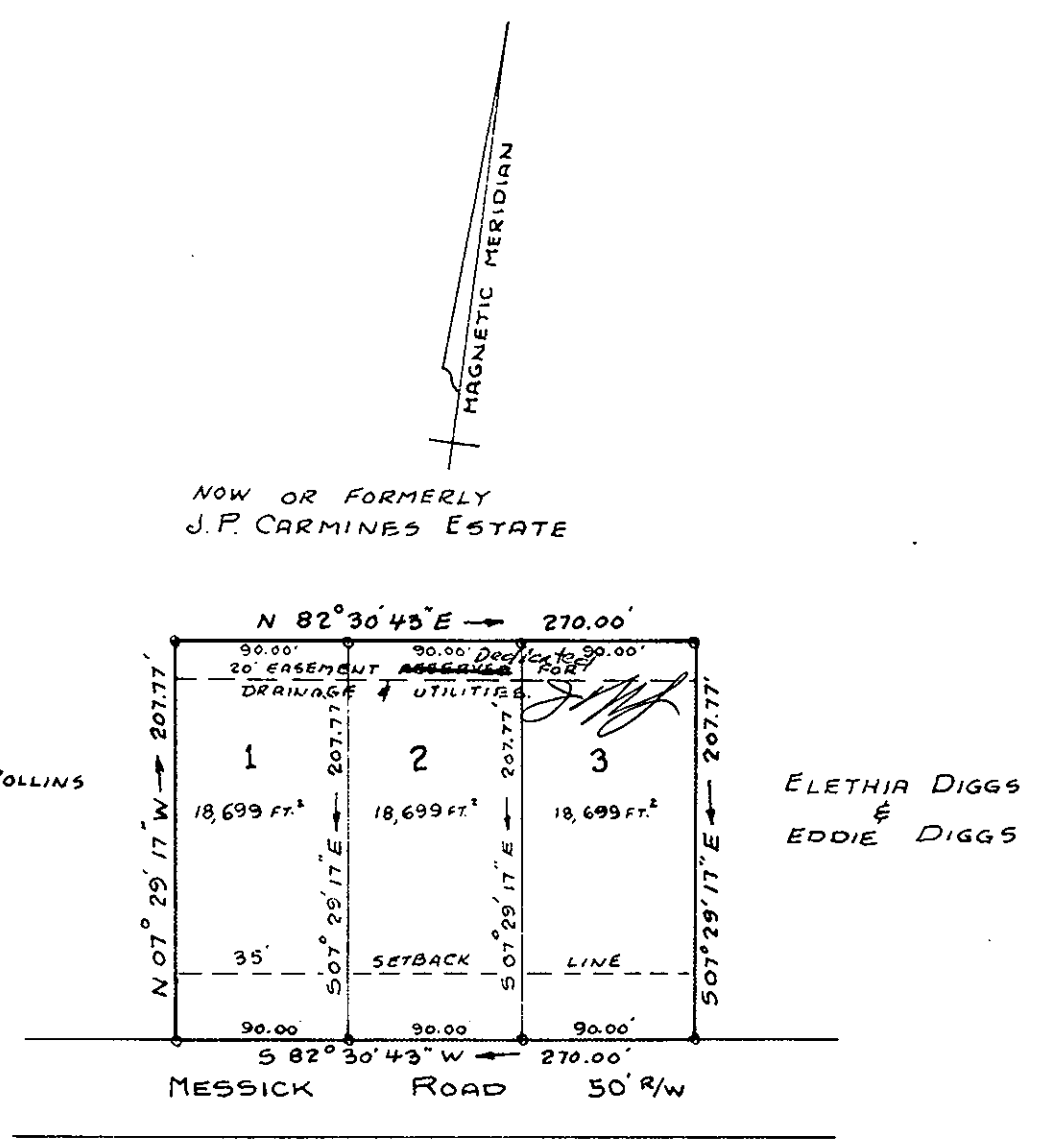 MAGNETIC MERIDIAN
NOW OR FORMERLY
J.P. CARMINES ESTATE
N 82°30'43"E → 270.00'
90.00' 90.00' 90.00'
20' EASEMENT Dedicated FOR
DRAINAGE & UTILITIES.
N 07° 29' 17" W → 207.77'
S07° 29' 17" E → 207.77'
S07° 29' 17" E → 207.77'
S07° 29' 17" E → 207.77'
1 2 3
18,699 FT.² 18,699 FT.² 18,699 FT.²
OLLINS
ELETHIA DIGGS
&
EDDIE DIGGS
35' SETBACK LINE
90.00' 90.00 90.00'
S 82°30'43" W ← 270.00'
MESSICK ROAD 50' R/W